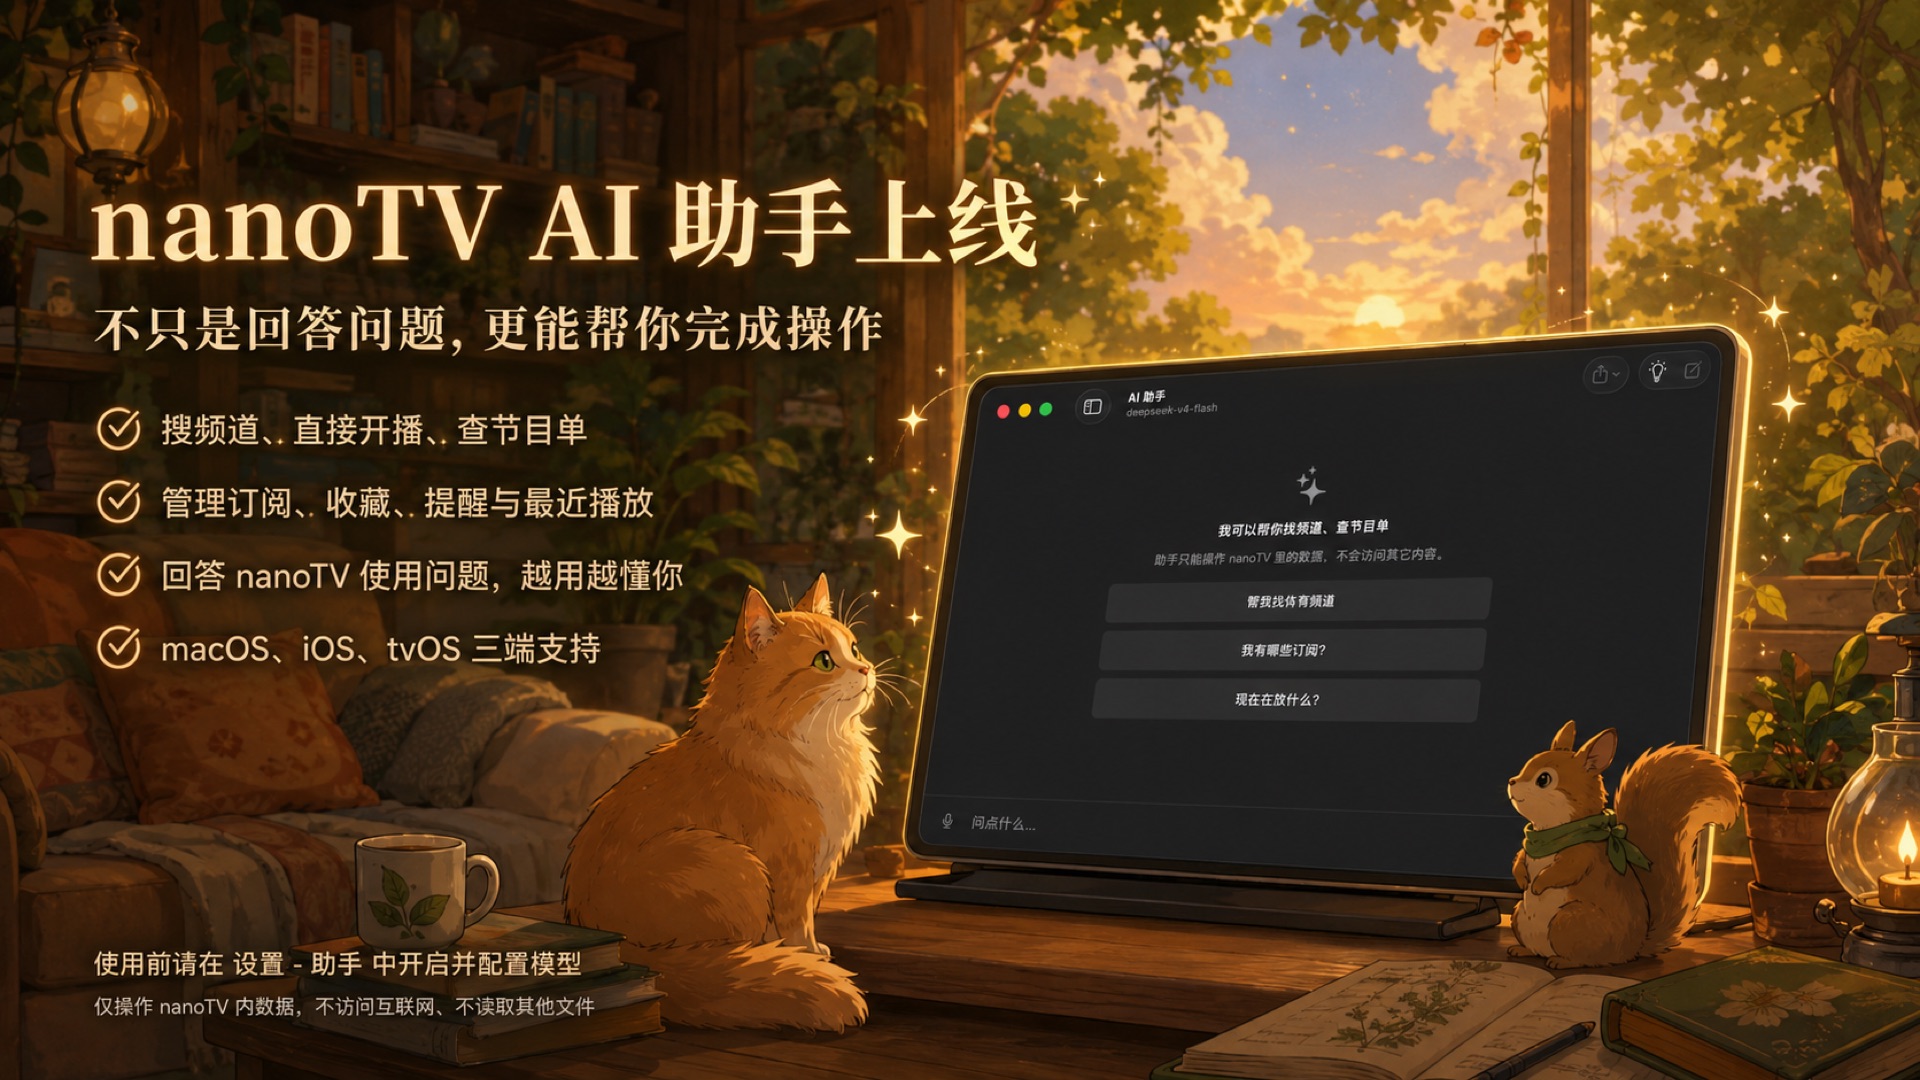 nanoTV AI 助手上线
不只是回答问题, 更能帮你完成操作
搜频道、直接开播、查节目单
管理订阅、收藏、提醒与最近播放
回答 nanoTV 使用问题，越用越懂你
macOS、iOS、tvOS 三端支持
使用前请在 设置 - 助手 中开启并配置模型
仅操作 nanoTV 内数据，不访问互联网、不读取其他文件
AI 助手
deepseek-v4-flash
我可以帮你找频道、查节目单
助手只能操作 nanoTV 里的数据，不会访问其它内容。
帮我找体育频道
我有哪些订阅?
现在在放什么?
问点什么...